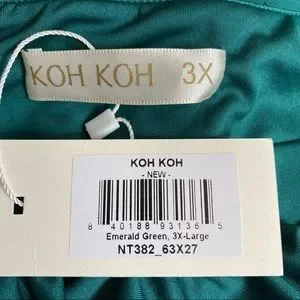 KOH KOH 3X
KOH KOH
- NEW -
8 40188 93136 5
Emerald Green, 3X-Large
NT382_63X27